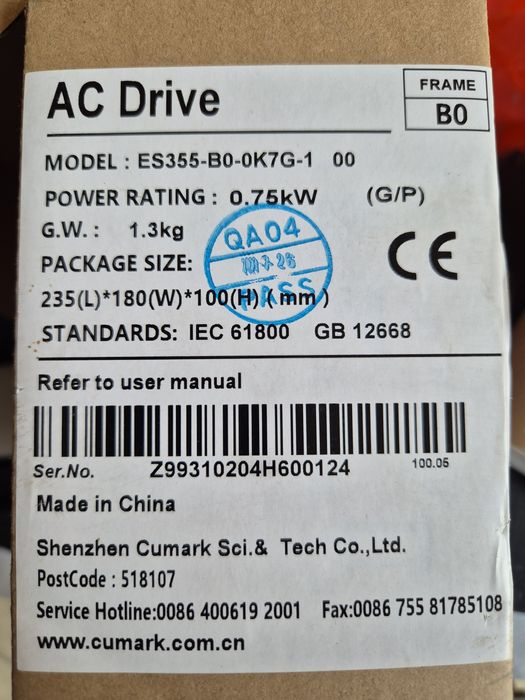 AC Drive
FRAME
B0
MODEL : ES355-B0-0K7G-1 00
POWER RATING : 0.75kW (G/P)
G.W. : 1.3kg
QA04
PACKAGE SIZE:
CE
235(L)*180(W)*100(H) ( mm )
PASS
STANDARDS: IEC 61800 GB 12668
Refer to user manual
Ser.No. Z99310204H600124 100.06
Made in China
Shenzhen Cumark Sci.& Tech Co.,Ltd.
PostCode : 518107
Service Hotline:0086 400619 2001 Fax:0086 755 81785108
www.cumark.com.cn